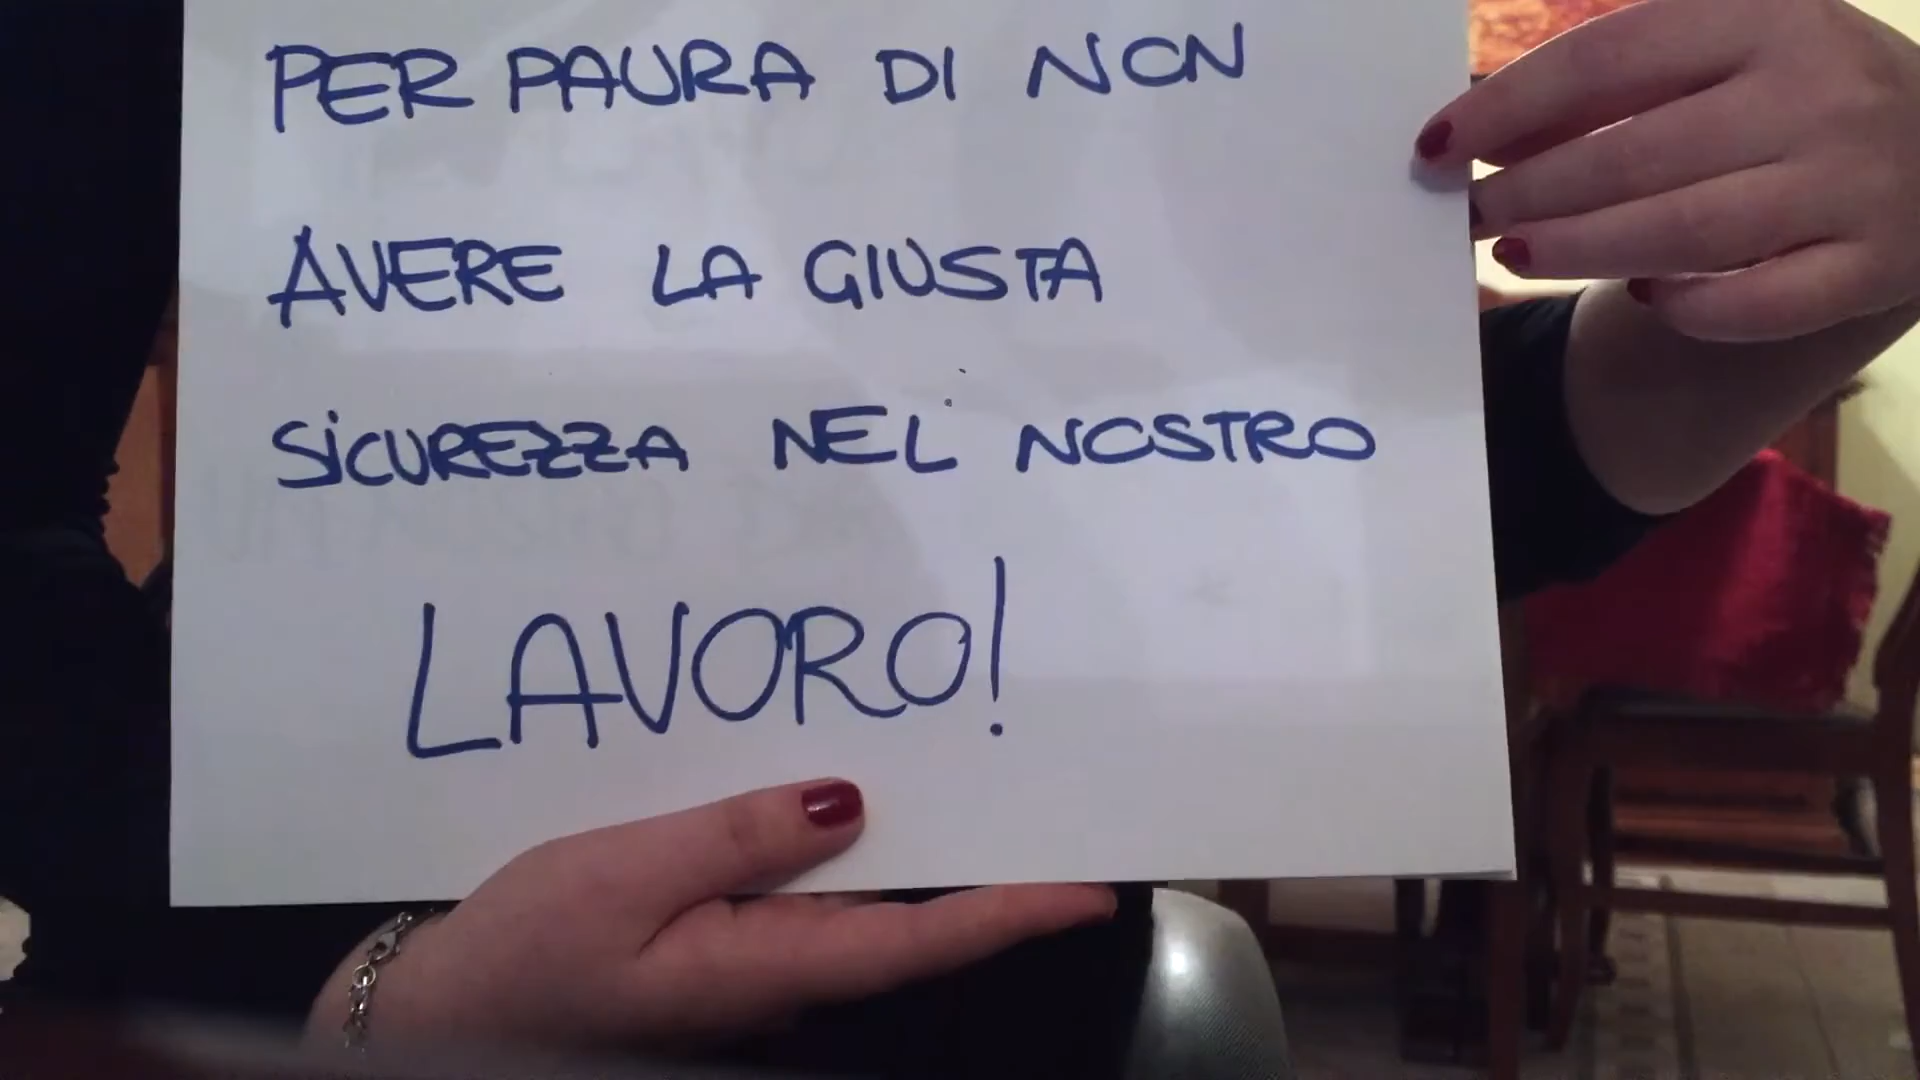 PER PAURA DI NON
AVERE LA GIUSTA
SiCUREZZA NEL NOSTRO
LAVORO!